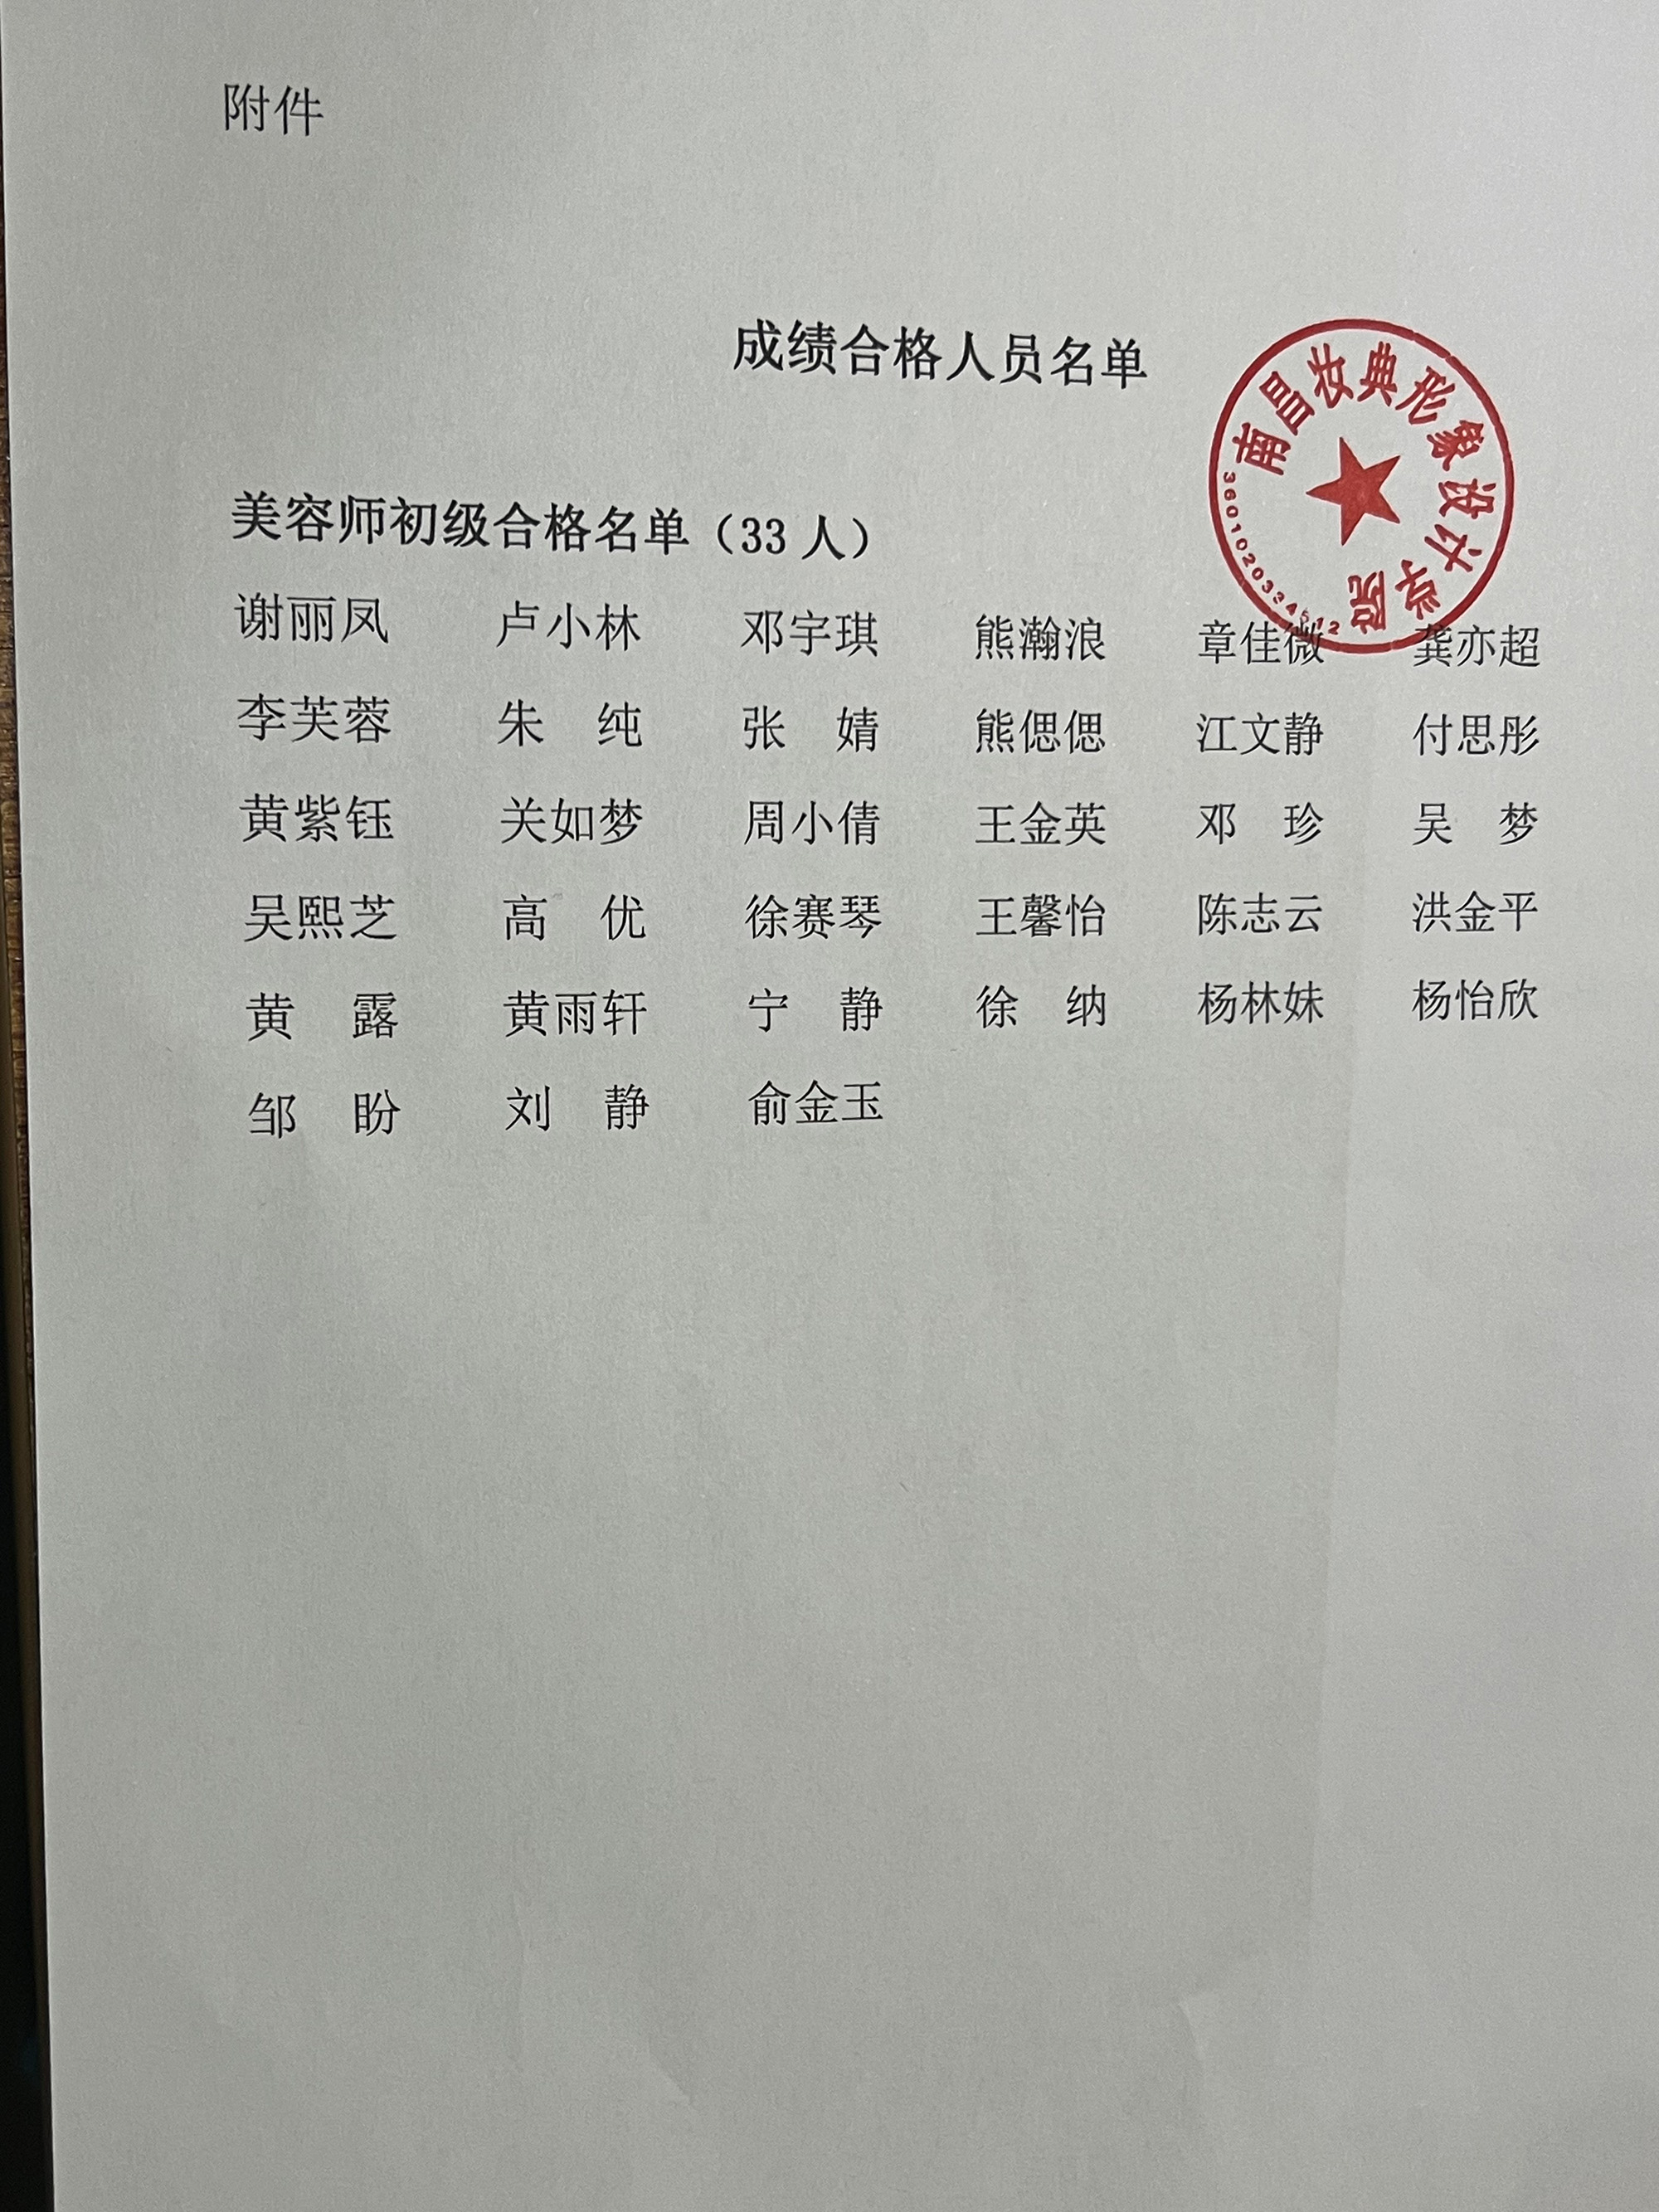 附件
成绩合格人员名单
南昌妆典形象设计学院
美容师初级合格名单（33 人）
谢丽凤 卢小林 邓宇琪 熊瀚浪 章佳微 龚亦超
李芙蓉 朱 纯 张 婧 熊偲偲 江文静 付思彤
黄紫钰 关如梦 周小倩 王金英 邓 珍 吴 梦
吴熙芝 高 优 徐赛琴 王馨怡 陈志云 洪金平
黄 露 黄雨轩 宁 静 徐 纳 杨林妹 杨怡欣
邹 盼 刘 静 俞金玉